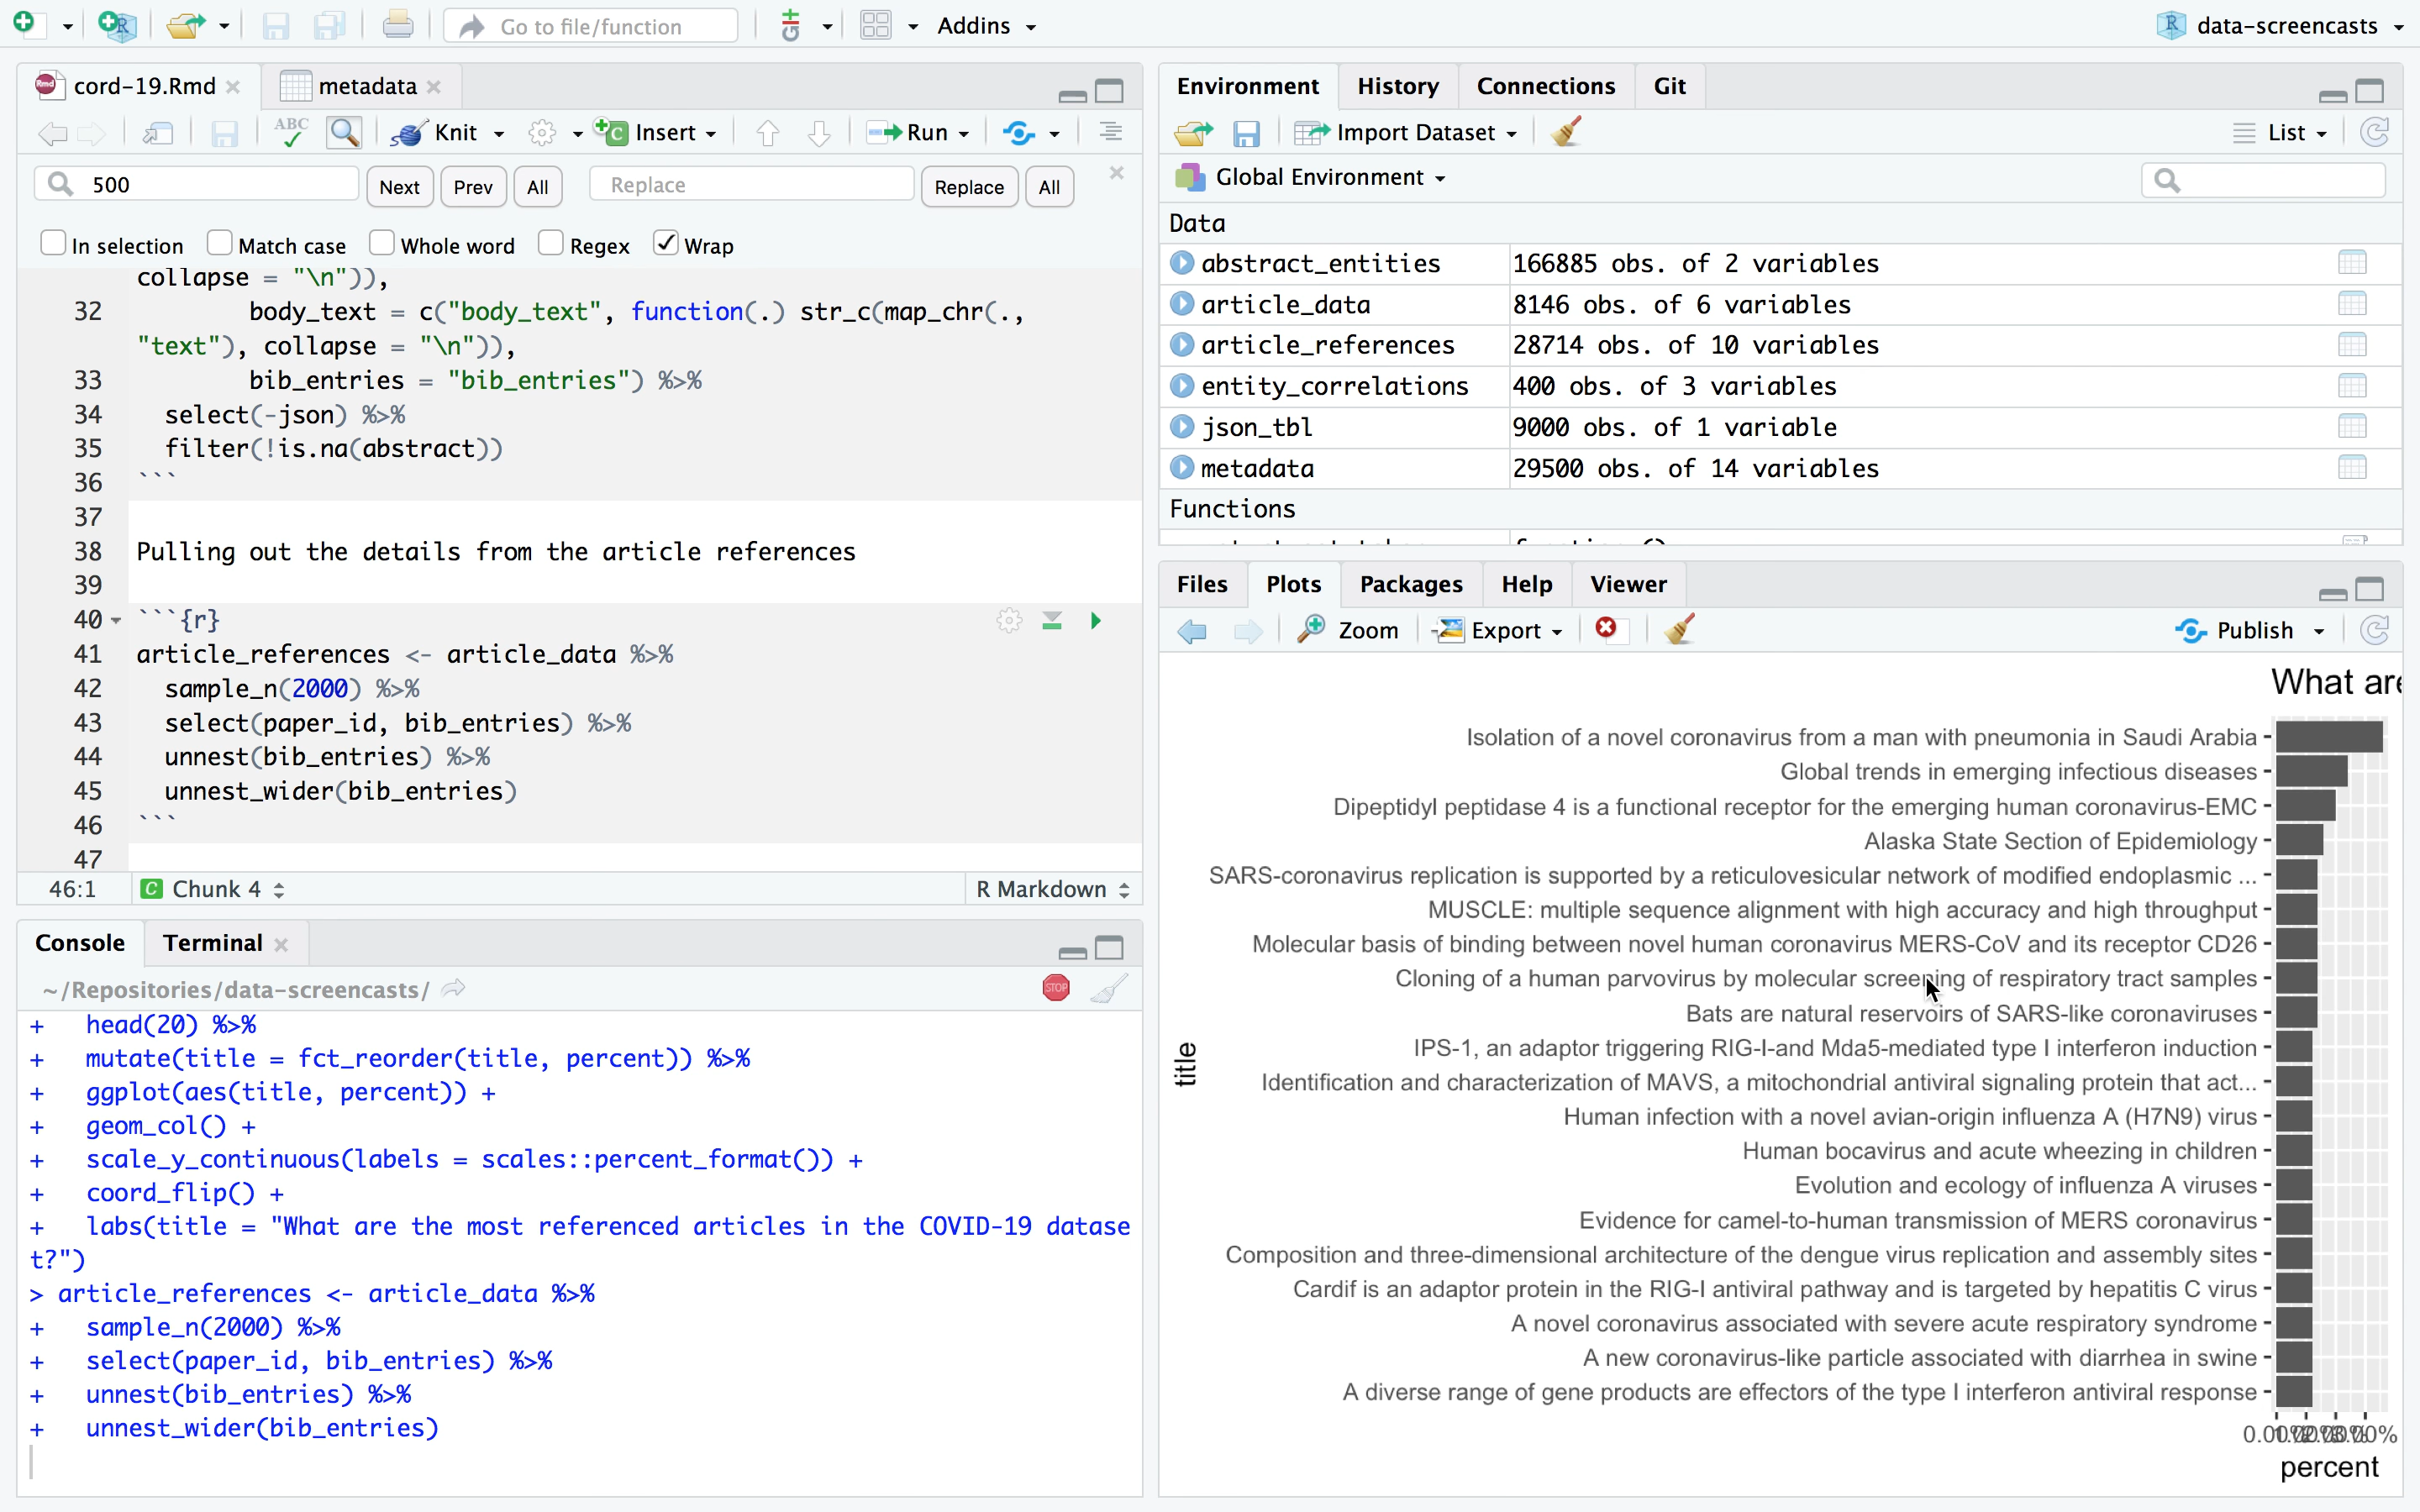 Go to file/function
Addins
data-screencasts
cord-19.Rmd
metadata
ABC
Knit
Insert
Run
500
Next
Prev
All
Replace
Replace
All
In selection
Match case
Whole word
Regex
Wrap
collapse = "\n")),
32 body_text = c("body_text", function(.) str_c(map_chr(.,
"text"), collapse = "\n")),
33 bib_entries = "bib_entries") %>%
34 select(-json) %>%
35 filter(!is.na(abstract))
36 ```
37
38 Pulling out the details from the article references
39
40 ```{r}
41 article_references <- article_data %>%
42 sample_n(2000) %>%
43 select(paper_id, bib_entries) %>%
44 unnest(bib_entries) %>%
45 unnest_wider(bib_entries)
46 ```
47
46:1
C Chunk 4
R Markdown
Console
Terminal
~/Repositories/data-screencasts/
STOP
+ head(20) %>%
+ mutate(title = fct_reorder(title, percent)) %>%
+ ggplot(aes(title, percent)) +
+ geom_col() +
+ scale_y_continuous(labels = scales::percent_format()) +
+ coord_flip() +
+ labs(title = "What are the most referenced articles in the COVID-19 datase
t?")
> article_references <- article_data %>%
+ sample_n(2000) %>%
+ select(paper_id, bib_entries) %>%
+ unnest(bib_entries) %>%
+ unnest_wider(bib_entries)
Environment
History
Connections
Git
Import Dataset
List
Global Environment
Data
abstract_entities 166885 obs. of 2 variables
article_data 8146 obs. of 6 variables
article_references 28714 obs. of 10 variables
entity_correlations 400 obs. of 3 variables
json_tbl 9000 obs. of 1 variable
metadata 29500 obs. of 14 variables
Functions
Files
Plots
Packages
Help
Viewer
Zoom
Export
Publish
What are
Isolation of a novel coronavirus from a man with pneumonia in Saudi Arabia
Global trends in emerging infectious diseases
Dipeptidyl peptidase 4 is a functional receptor for the emerging human coronavirus-EMC
Alaska State Section of Epidemiology
SARS-coronavirus replication is supported by a reticulovesicular network of modified endoplasmic ...
MUSCLE: multiple sequence alignment with high accuracy and high throughput
Molecular basis of binding between novel human coronavirus MERS-CoV and its receptor CD26
Cloning of a human parvovirus by molecular screening of respiratory tract samples
Bats are natural reservoirs of SARS-like coronaviruses
IPS-1, an adaptor triggering RIG-I-and Mda5-mediated type I interferon induction
Identification and characterization of MAVS, a mitochondrial antiviral signaling protein that act...
Human infection with a novel avian-origin influenza A (H7N9) virus
Human bocavirus and acute wheezing in children
Evolution and ecology of influenza A viruses
Evidence for camel-to-human transmission of MERS coronavirus
Composition and three-dimensional architecture of the dengue virus replication and assembly sites
Cardif is an adaptor protein in the RIG-I antiviral pathway and is targeted by hepatitis C virus
A novel coronavirus associated with severe acute respiratory syndrome
A new coronavirus-like particle associated with diarrhea in swine
A diverse range of gene products are effectors of the type I interferon antiviral response
title
percent